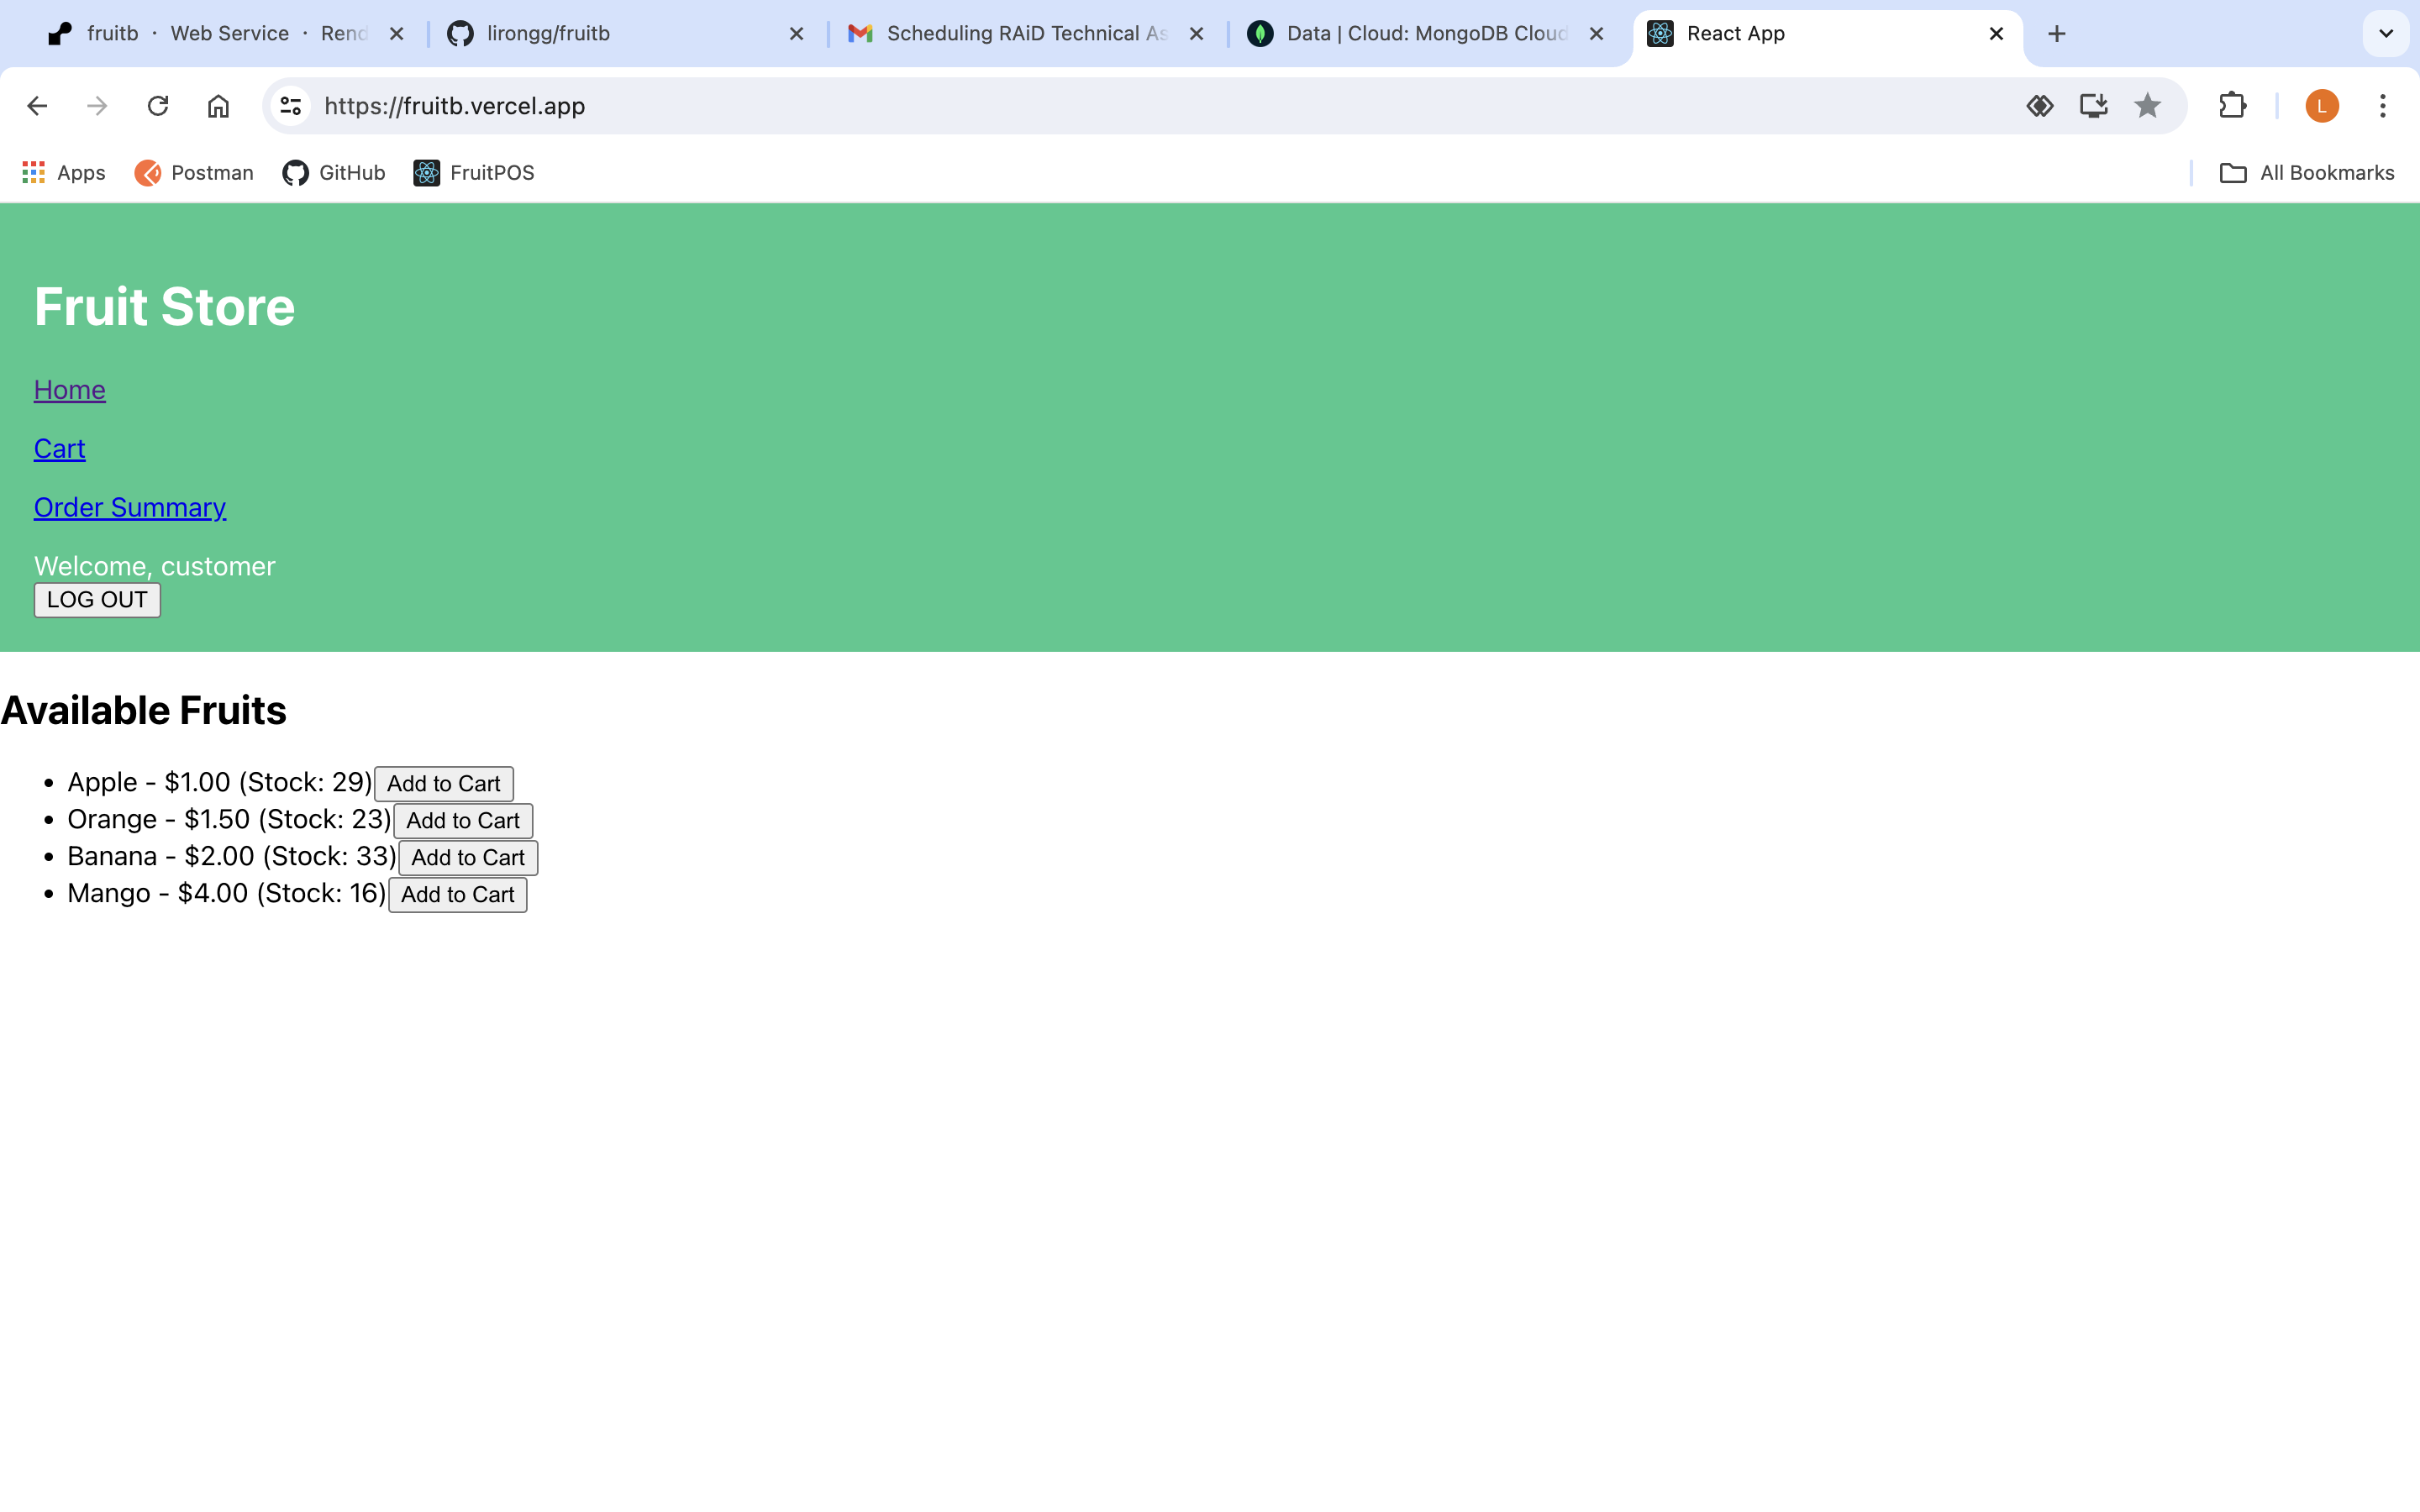 fruitb · Web Service · Rend
lirongg/fruitb
Scheduling RAiD Technical As
Data | Cloud: MongoDB Cloud
React App
https://fruitb.vercel.app
L
Apps
Postman
GitHub
FruitPOS
All Bookmarks
Fruit Store
Home
Cart
Order Summary
Welcome, customer
LOG OUT
Available Fruits
• Apple - $1.00 (Stock: 29) Add to Cart
• Orange - $1.50 (Stock: 23) Add to Cart
• Banana - $2.00 (Stock: 33) Add to Cart
• Mango - $4.00 (Stock: 16) Add to Cart